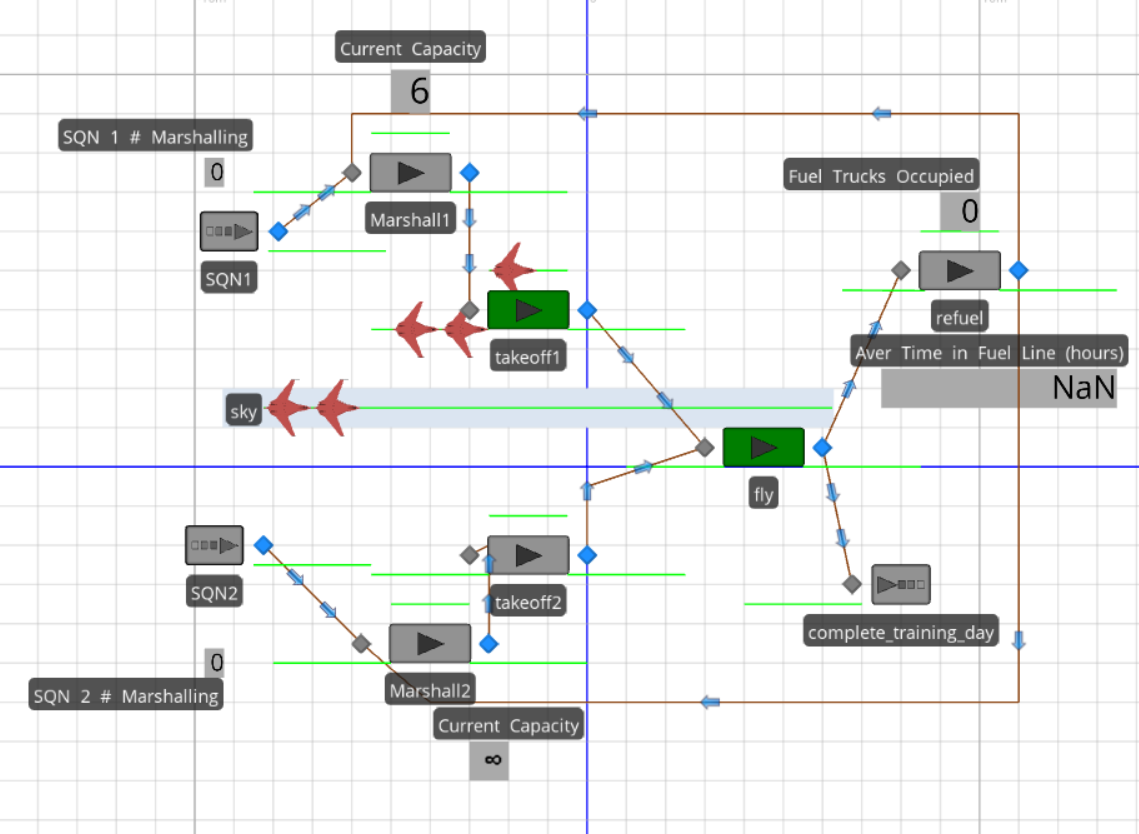 Current Capacity
6
SQN 1 # Marshalling
0
Marshall1
SQN1
Fuel Trucks Occupied
0
refuel
takeoff1
Aver Time in Fuel Line (hours)
NaN
sky
fly
SQN2
takeoff2
complete_training_day
0
SQN 2 # Marshalling
Marshall2
Current Capacity
∞